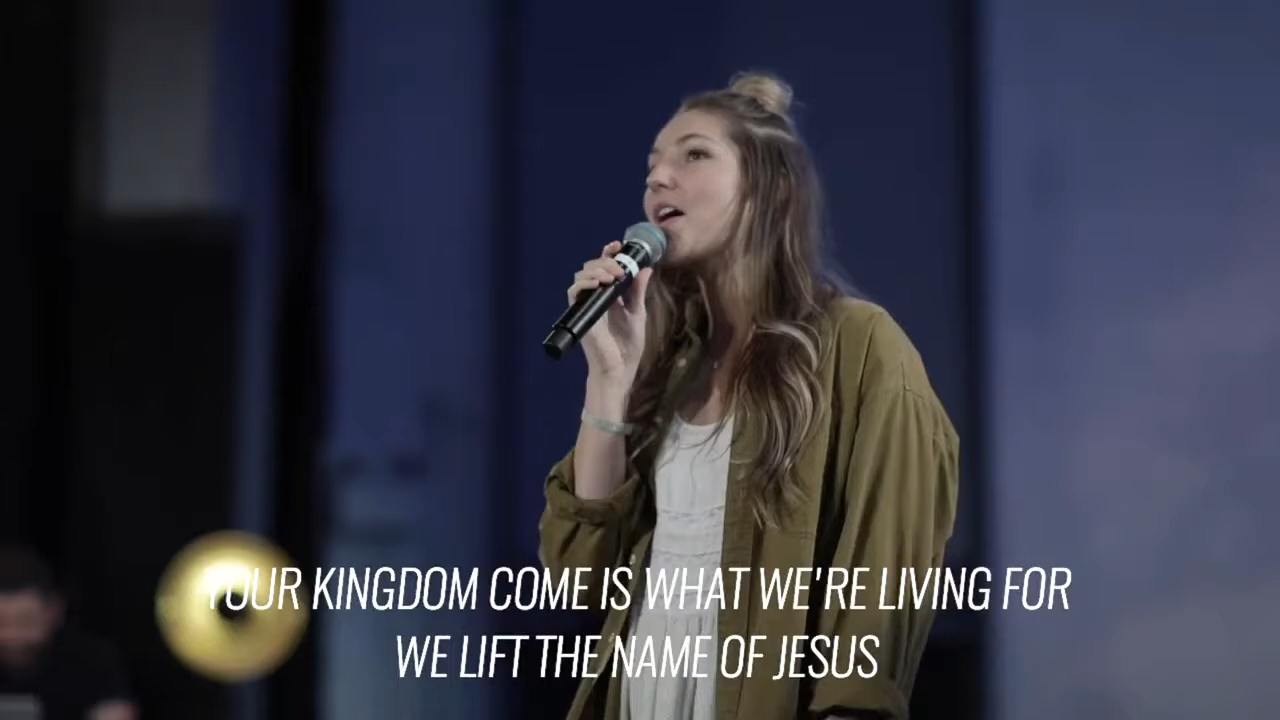 YOUR KINGDOM COME IS WHAT WE'RE LIVING FOR
WE LIFT THE NAME OF JESUS